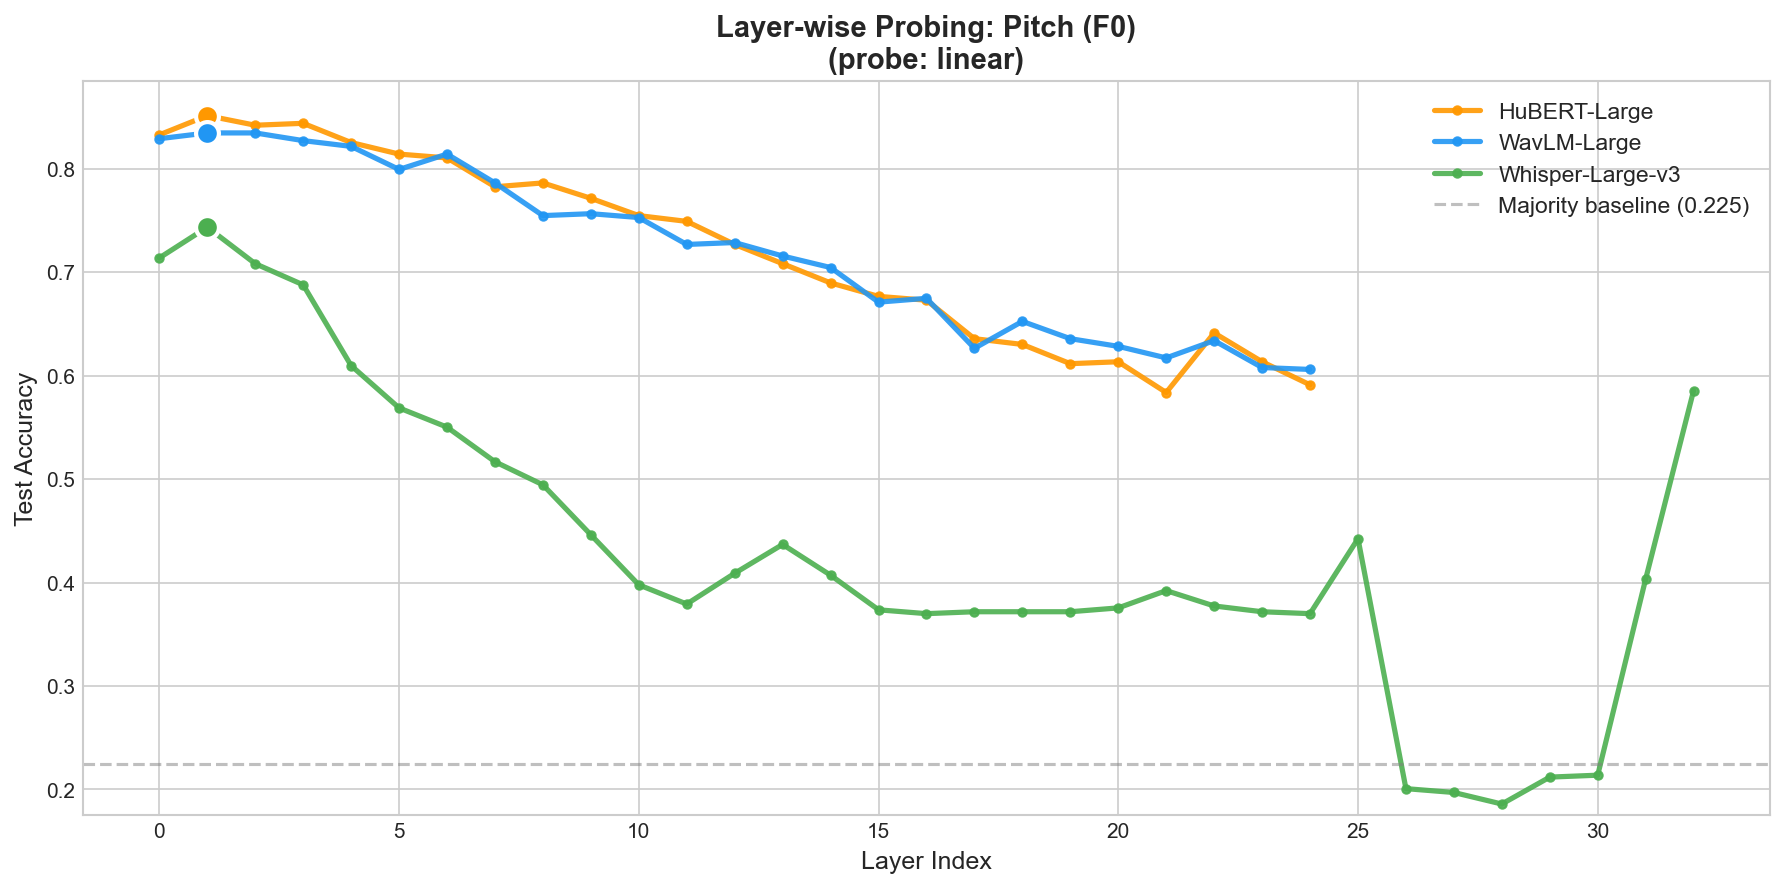 Layer-wise Probing: Pitch (F0)
(probe: linear)
HuBERT-Large
WavLM-Large
Whisper-Large-v3
Majority baseline (0.225)
Test Accuracy
0.8
0.7
0.6
0.5
0.4
0.3
0.2
0 5 10 15 20 25 30
Layer Index